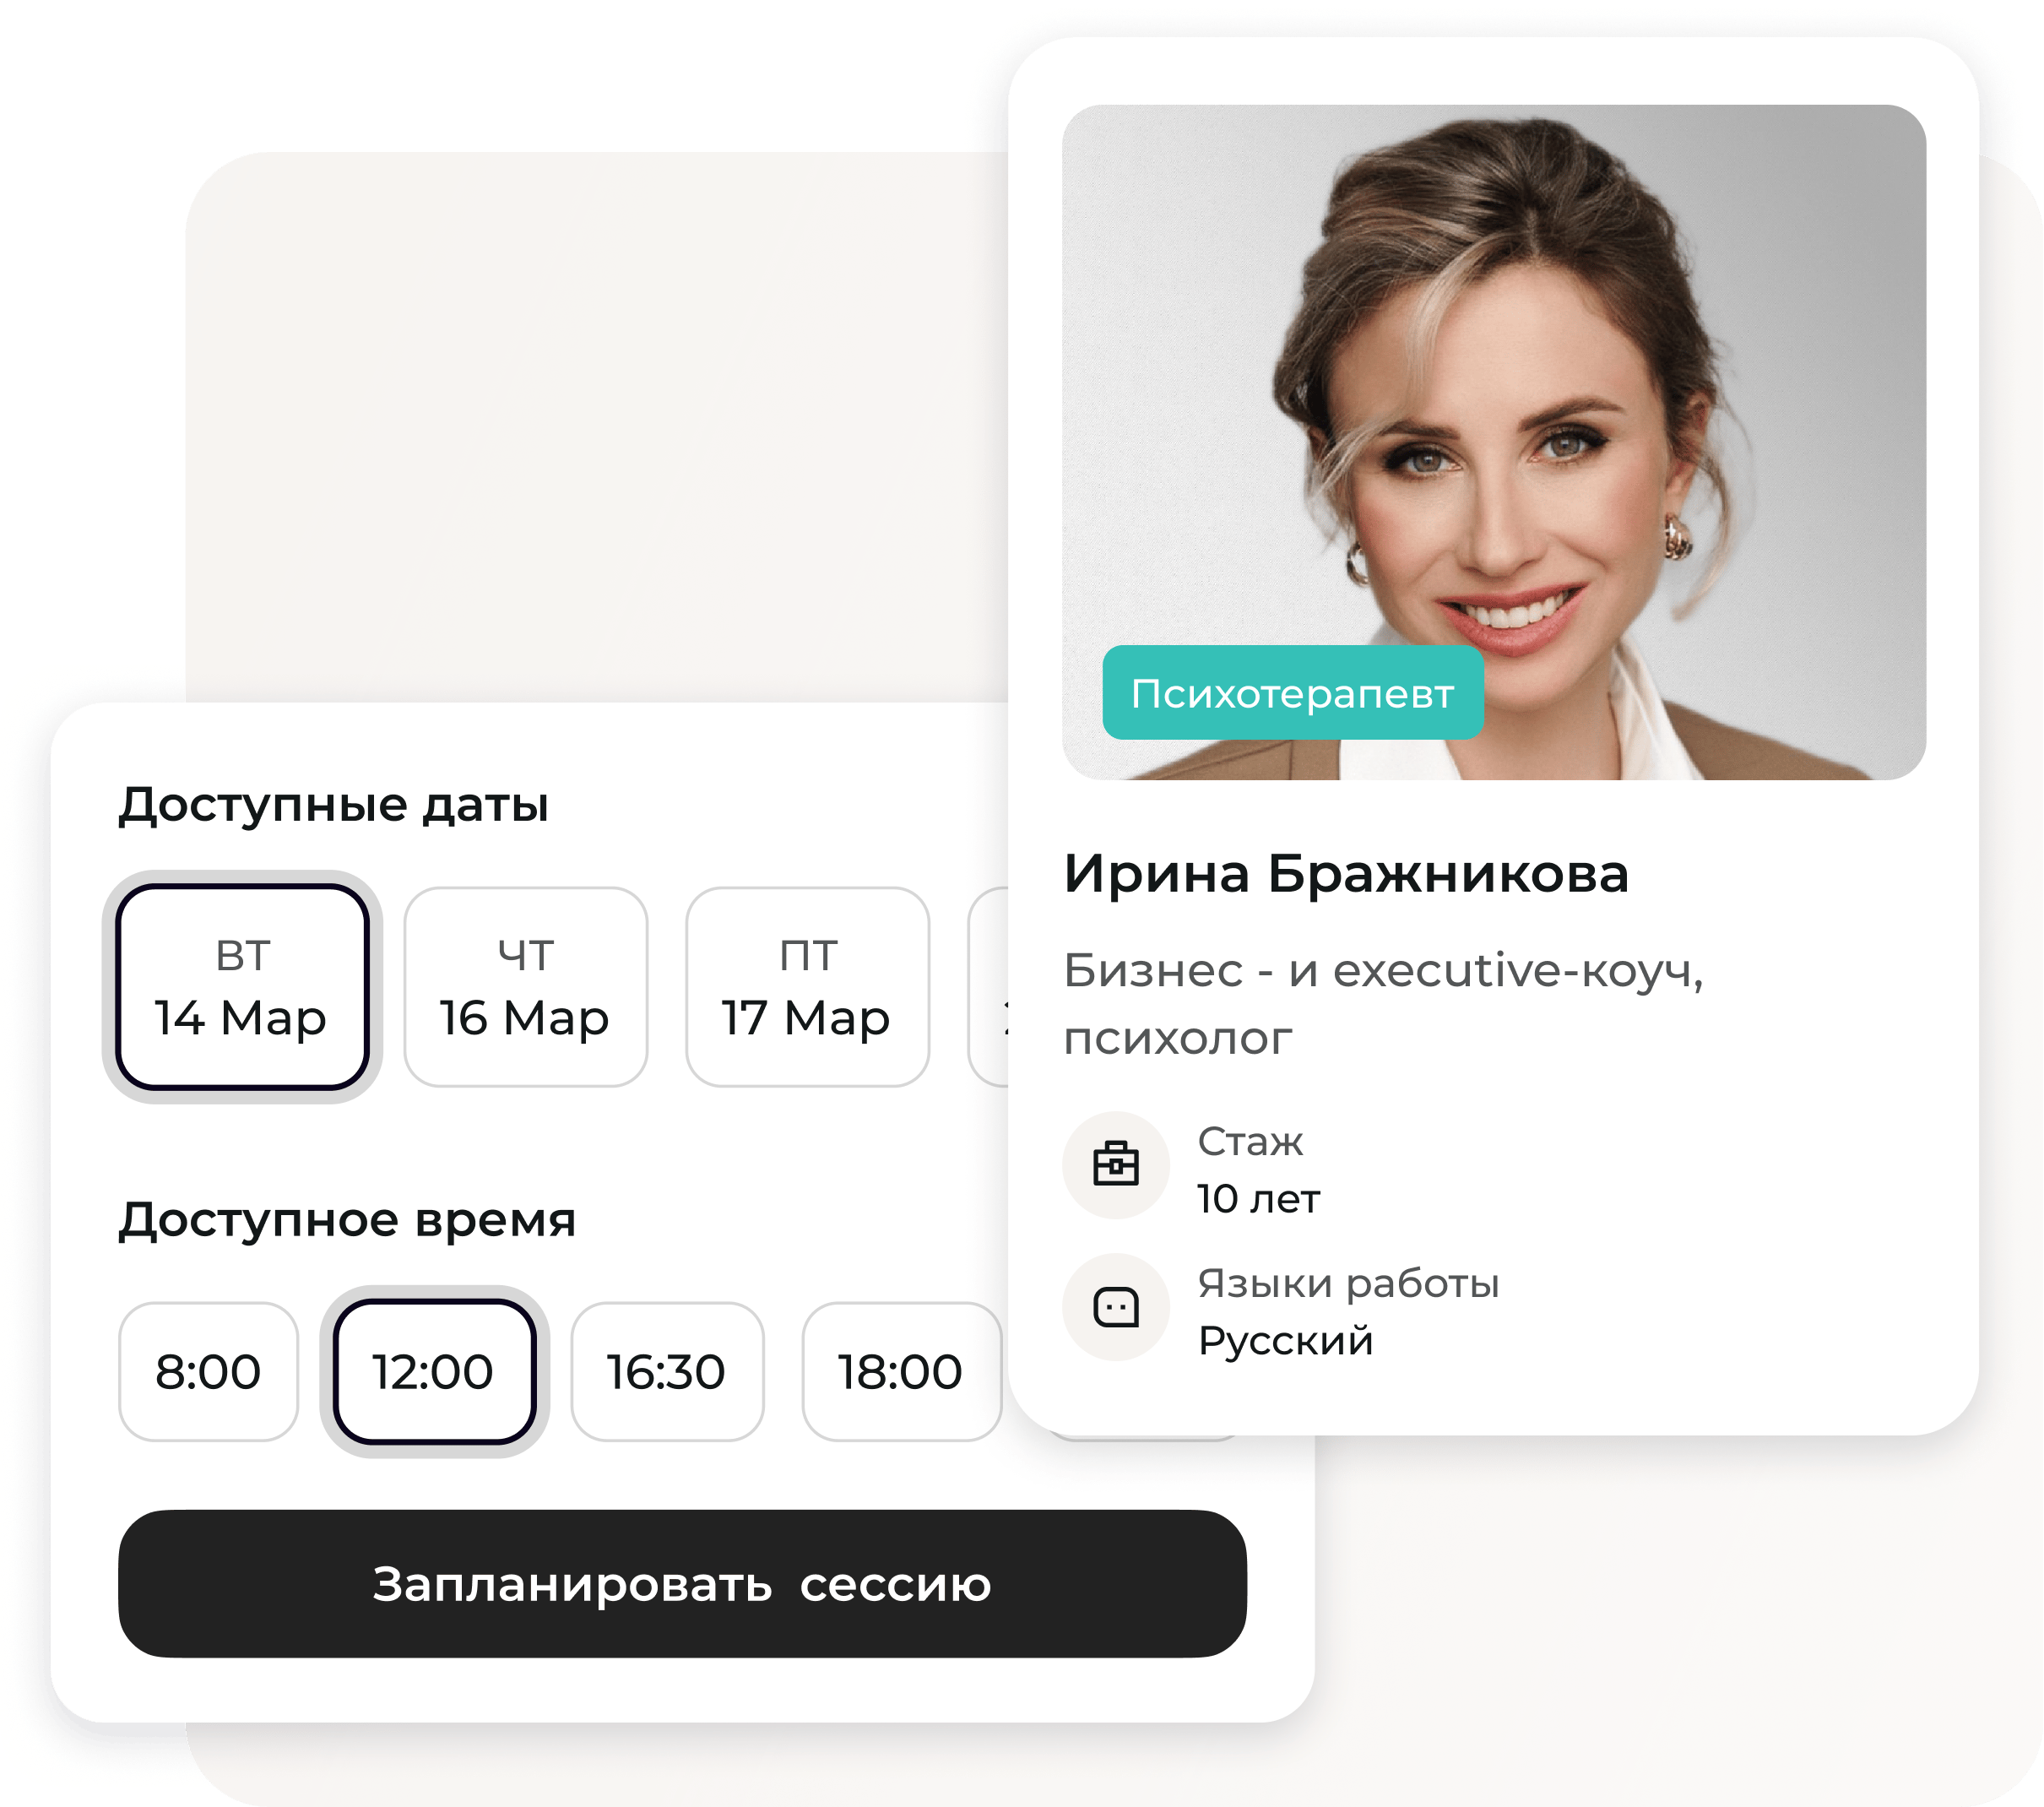 Психотерапевт
Ирина Бражникова
Бизнес - и executive-коуч,
психолог
Стаж
10 лет
Языки работы
Русский
Доступные даты
ВТ
14 Мар
ЧТ
16 Мар
ПТ
17 Мар
Доступное время
8:00
12:00
16:30
18:00
Запланировать сессию